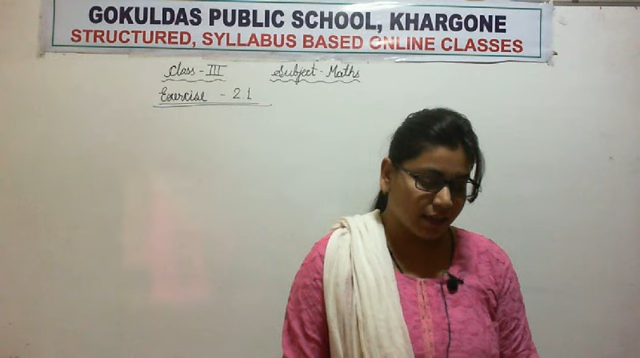 GOKULDAS PUBLIC SCHOOL, KHARGONE
STRUCTURED, SYLLABUS BASED ONLINE CLASSES
Class - III Subject - Maths
Exercise - 2.1